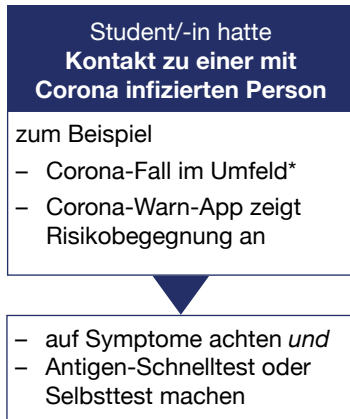 Student/-in hatte
Kontakt zu einer mit
Corona infizierten Person
zum Beispiel
– Corona-Fall im Umfeld*
– Corona-Warn-App zeigt
Risikobegegnung an
– auf Symptome achten und
– Antigen-Schnelltest oder
Selbsttest machen